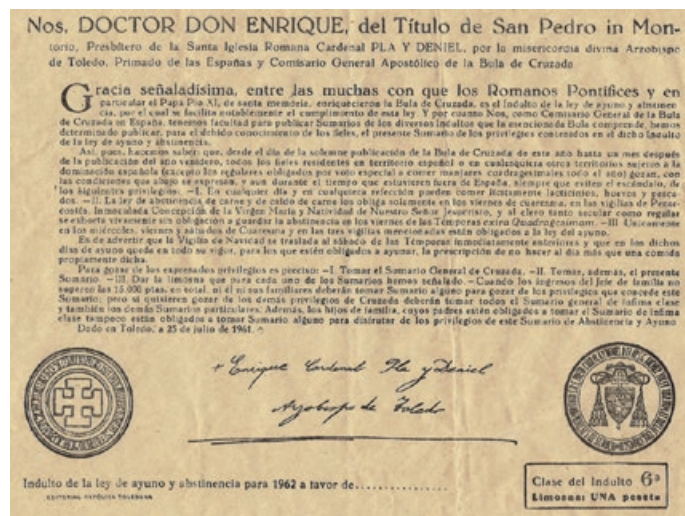 Nos, DOCTOR DON ENRIQUE, del Título de San Pedro in Mon-
torio, Presbítero de la Santa Iglesia Romana Cardenal PLA Y DENIEL, por la misericordia divina Arzobispo
de Toledo, Primado de las Españas y Comisario General Apostólico de la Bula de Cruzada
Gracia señaladísima, entre las muchas con que los Romanos Pontífices y en
particular el Papa Pío XI, de santa memoria, enriquecieron la Bula de Cruzada, es el Indulto de la ley de ayuno y abstinen-
cia, por el cual se facilita notablemente el cumplimiento de esta ley. Y por cuanto Nos, como Comisario General de la Bula
de Cruzada en España, tenemos facultad para publicar Sumarios de los diversos Indultos que la mencionada Bula comprende, hemos
determinado publicar, para el debido conocimiento de los fieles, el presente Sumario de los privilegios contenidos en el dicho Indulto
de la ley de ayuno y abstinencia.
Así, pues, hacemos saber: que, desde el día de la solemne publicación de la Bula de Cruzada de este año hasta un mes después
de la publicación del año venidero, todos los fieles residentes en territorio español o en cualesquiera otros territorios sujetos a la
dominación española (excepto los regulares obligados por voto especial a comer manjares cuadragesimales todo el año) gozan, con
las condiciones que abajo se expresan, y aun durante el tiempo que estuvieren fuera de España, siempre que eviten el escándalo, de
los siguientes privilegios. —I. En cualquier día y en cualquiera refección pueden comer lícitamente lacticinios, huevos y pesca-
dos. —II. La ley de abstinencia de carne y de caldo de carne los obliga solamente en los viernes de cuaresma, en las vigilias de Pente-
costés, Inmaculada Concepción de la Virgen María y Natividad de Nuestro Señor Jesucristo, y al clero tanto secular como regular
se exhorta vivamente sin obligación a guardar la abstinencia en los viernes de las Témporas extra Quadragesimam. —III. Únicamente
en los miércoles, viernes y sábados de Cuaresma y en las tres vigilias mencionadas están obligados a la ley del ayuno.
Es de advertir que la Vigilia de Navidad se traslada al sábado de las Témporas inmediatamente anteriores y que en los dichos
días de ayuno queda en todo su vigor, para los que estén obligados a ayunar, la prescripción de no hacer al día más que una comida
propiamente dicha.
Para gozar de los expresados privilegios es preciso: —I. Tomar el Sumario General de Cruzada. —II. Tomar, además, el presente
Sumario. —III. Dar la limosna que para cada uno de los Sumarios hemos señalado. —Cuando los ingresos del jefe de familia no
superen las 15.000 ptas. en total, ni él ni sus familiares deberán tomar Sumario alguno para gozar de los privilegios que concede este
Sumario; pero si quisieren gozar de los demás privilegios de Cruzada deberán tomar todos el Sumario general de ínfima clase
y también los demás Sumarios particulares. Además, los hijos de familia, cuyos padres estén obligados a tomar el Sumario de ínfima
clase tampoco están obligados a tomar Sumario alguno para disfrutar de los privilegios de este Sumario de Abstinencia y Ayuno
Dado en Toledo, a 25 de julio de 1961.
+ Enrique Cardenal Pla y Deniel
Arzobispo de Toledo
Indulto de la ley de ayuno y abstinencia para 1962 a favor de................
EDITORIAL CATÓLICA TOLEDANA
Clase del Indulto 6ª
Limosna: UNA peseta